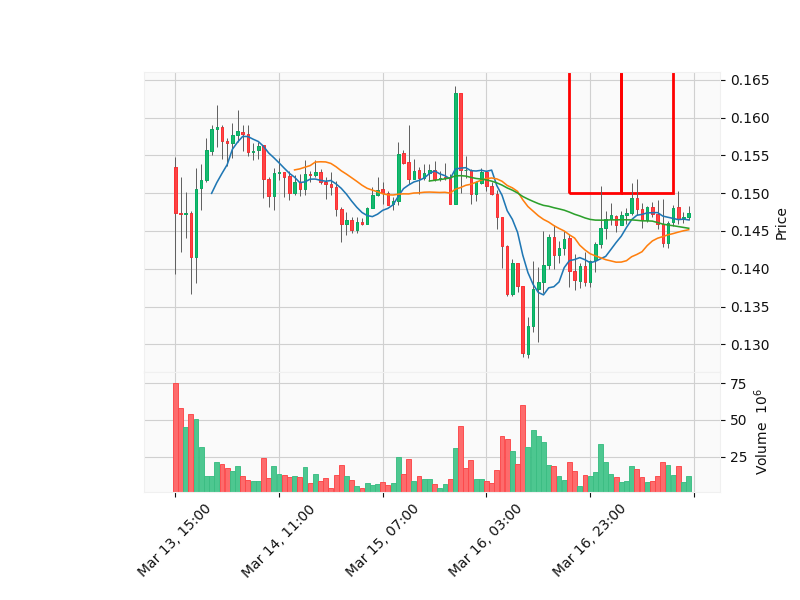 0.165
0.160
0.155
0.150
0.145
0.140
0.135
0.130
Price
75
50
25
Volume 10^6
Mar 13, 15:00
Mar 14, 11:00
Mar 15, 07:00
Mar 16, 03:00
Mar 16, 23:00